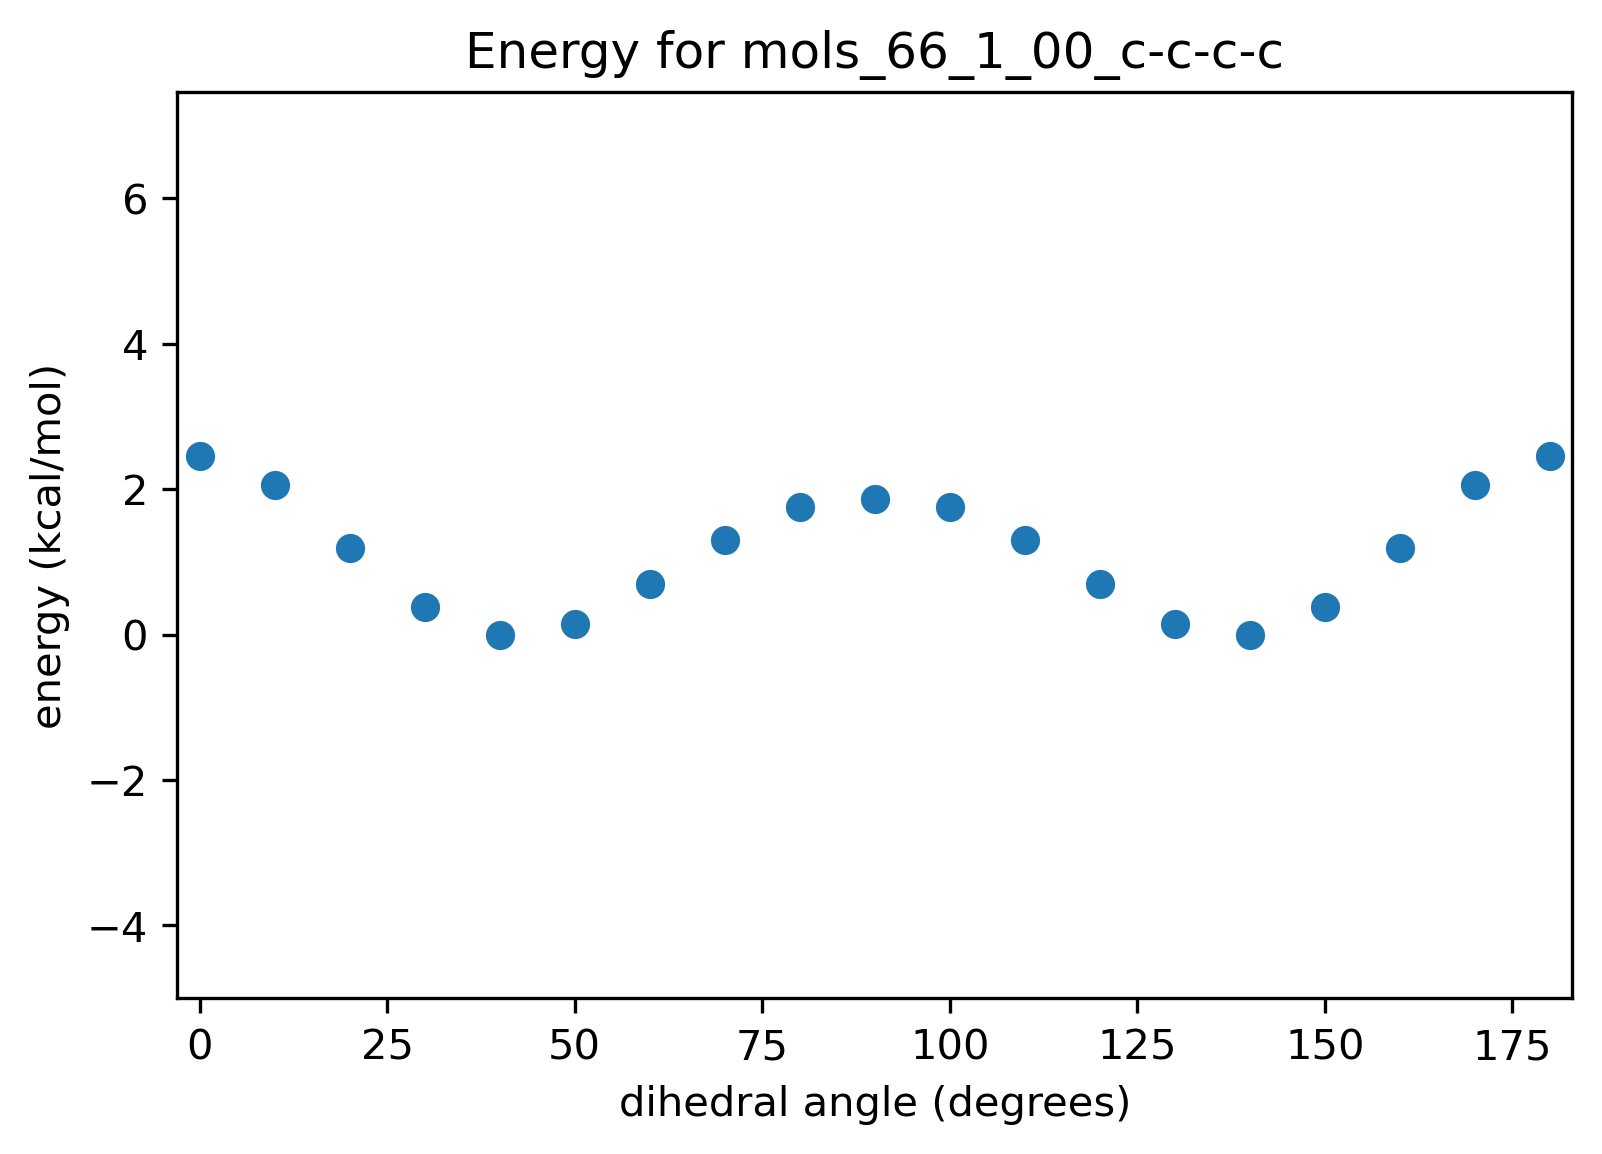 Energy for mols_66_1_00_c-c-c-c
energy (kcal/mol)
6
4
2
0
−2
−4
0 25 50 75 100 125 150 175
dihedral angle (degrees)